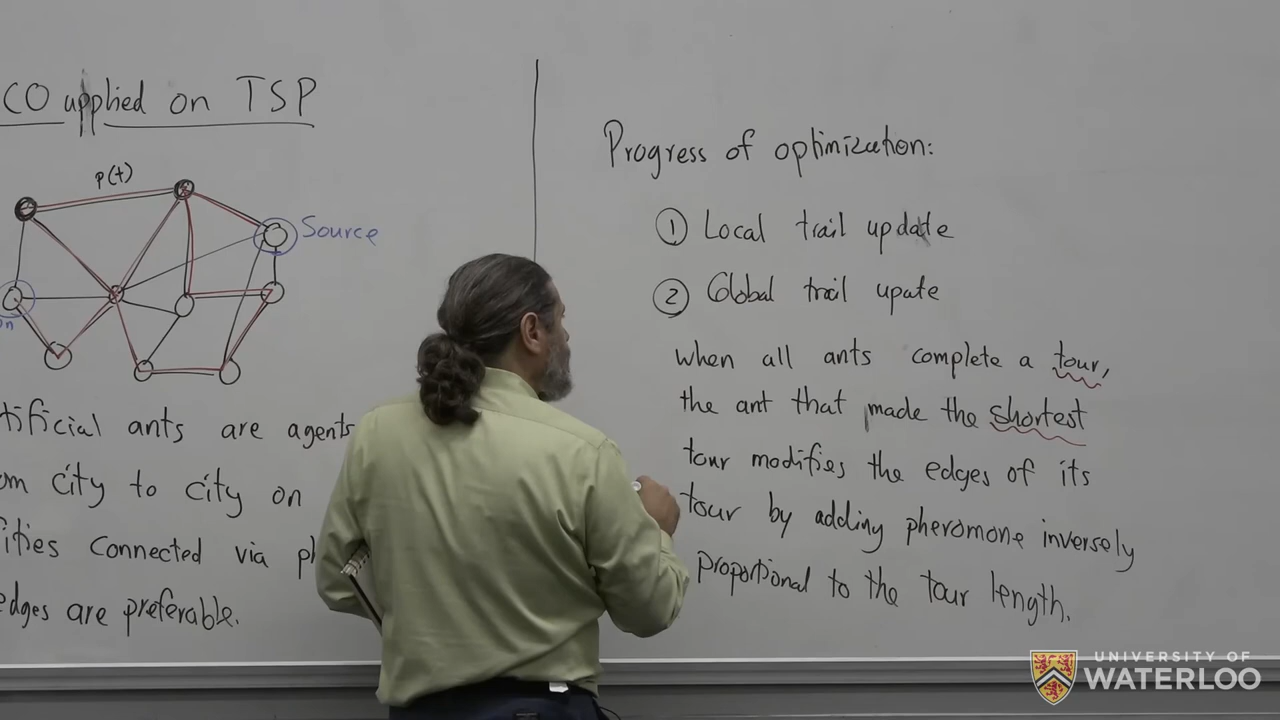 CO applied on TSP
p(t)
Source
on
tificial ants are agents
om City to City on
ities Connected via ph
edges are preferable.
Progress of optimization:
① Local trail update
② Global trail upate
when all ants complete a tour,
the ant that made the shortest
tour modifies the edges of its
tour by adding pheromone inversely
proportional to the tour length.
UNIVERSITY OF
WATERLOO